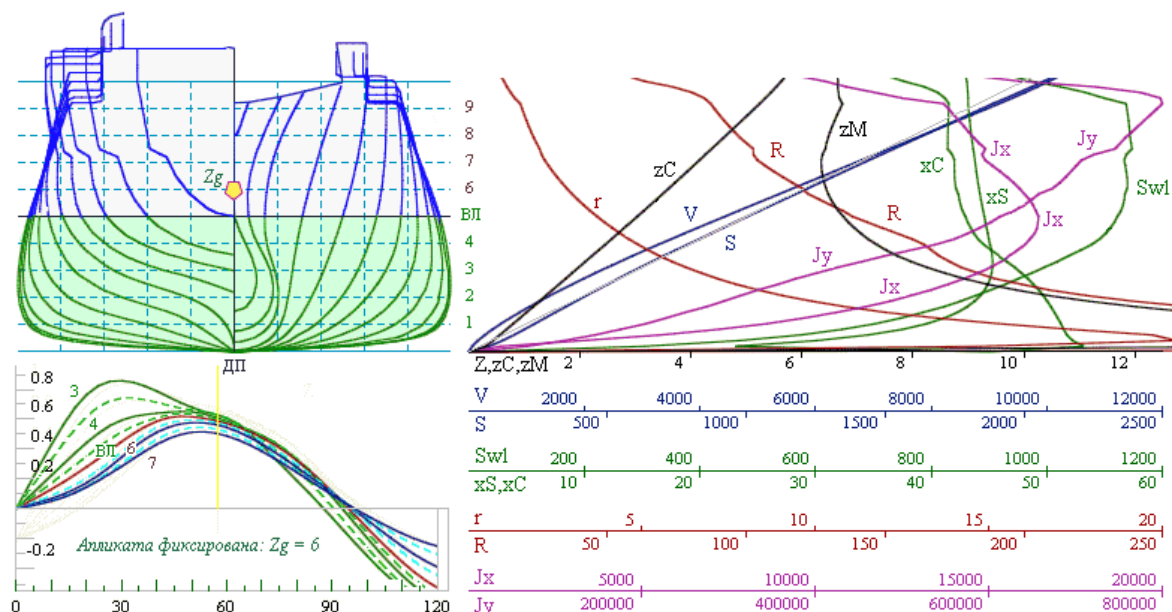 Zg
9
8
7
6
ВЛ
4
3
2
1
ДП
zC
zM
xC
xS
Jx
Jy
Swl
r
R
R
V
S
Jy
Jx
Jx
Z,zC,zM 2 4 6 8 10 12
V 2000 4000 6000 8000 10000 12000
S 500 1000 1500 2000 2500
Swl 200 400 600 800 1000 1200
xS,xC 10 20 30 40 50 60
r 5 10 15 20
R 50 100 150 200 250
Jx 5000 10000 15000 20000
Jy 200000 400000 600000 800000
0.8
0.6
0.4
0.2
-0.2
3
4
ВЛ
6
7
Апликата фиксирована: Zg = 6
0 30 60 90 120